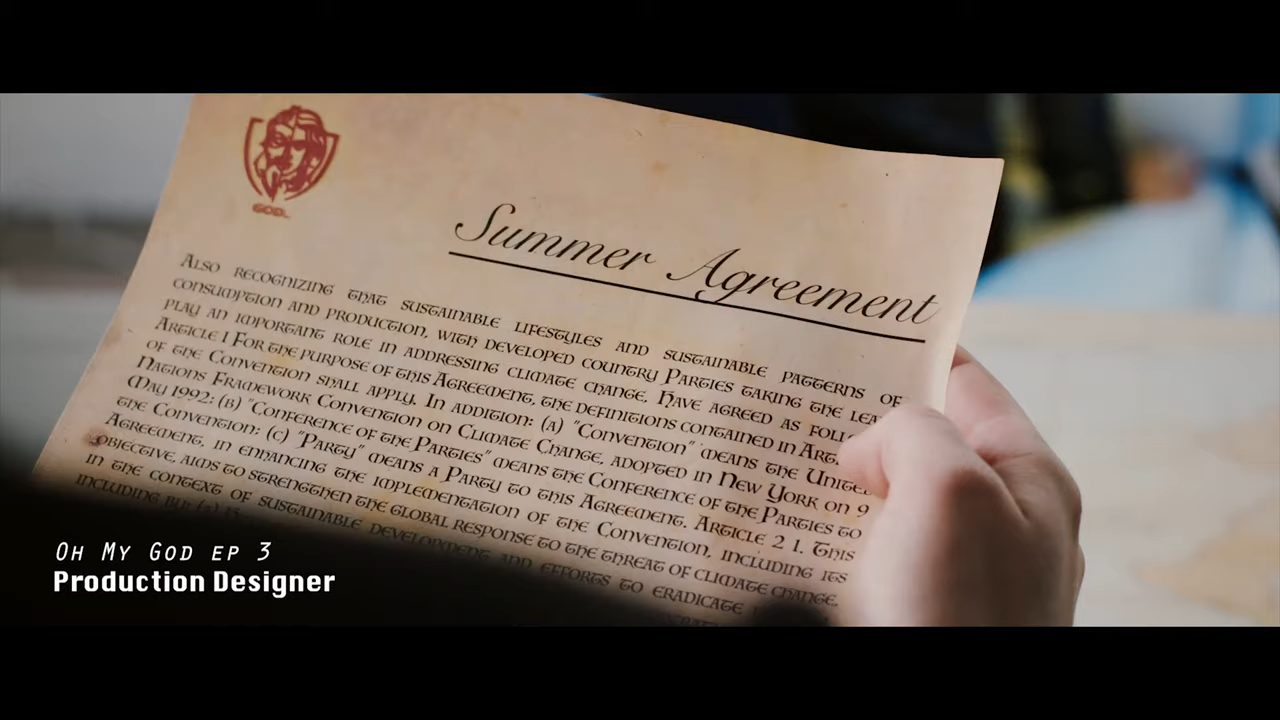 GOD.
Summer Agreement
Also recognizing that sustainable lifestyles and sustainable patterns of
consumption and production, with developed country Parties taking the lea
play an important role in addressing climate change, Have agreed as follo
Article 1 For the purpose of this Agreement, the definitions contained in Art
of the Convention shall apply. In addition: (a) "Convention" means the United
Nations Framework Convention on Climate Change, adopted in New York on 9
May 1992; (b) "Conference of the Parties" means the Conference of the Parties to
the Convention; (c) "Party" means a Party to this Agreement. Article 2 1. This
Agreement, in enhancing the implementation of the Convention, including its
objective, aims to strengthen the global response to the threat of climate change,
in the context of sustainable development and efforts to eradicate
including by: (a)
Oh My God ep 3
Production Designer